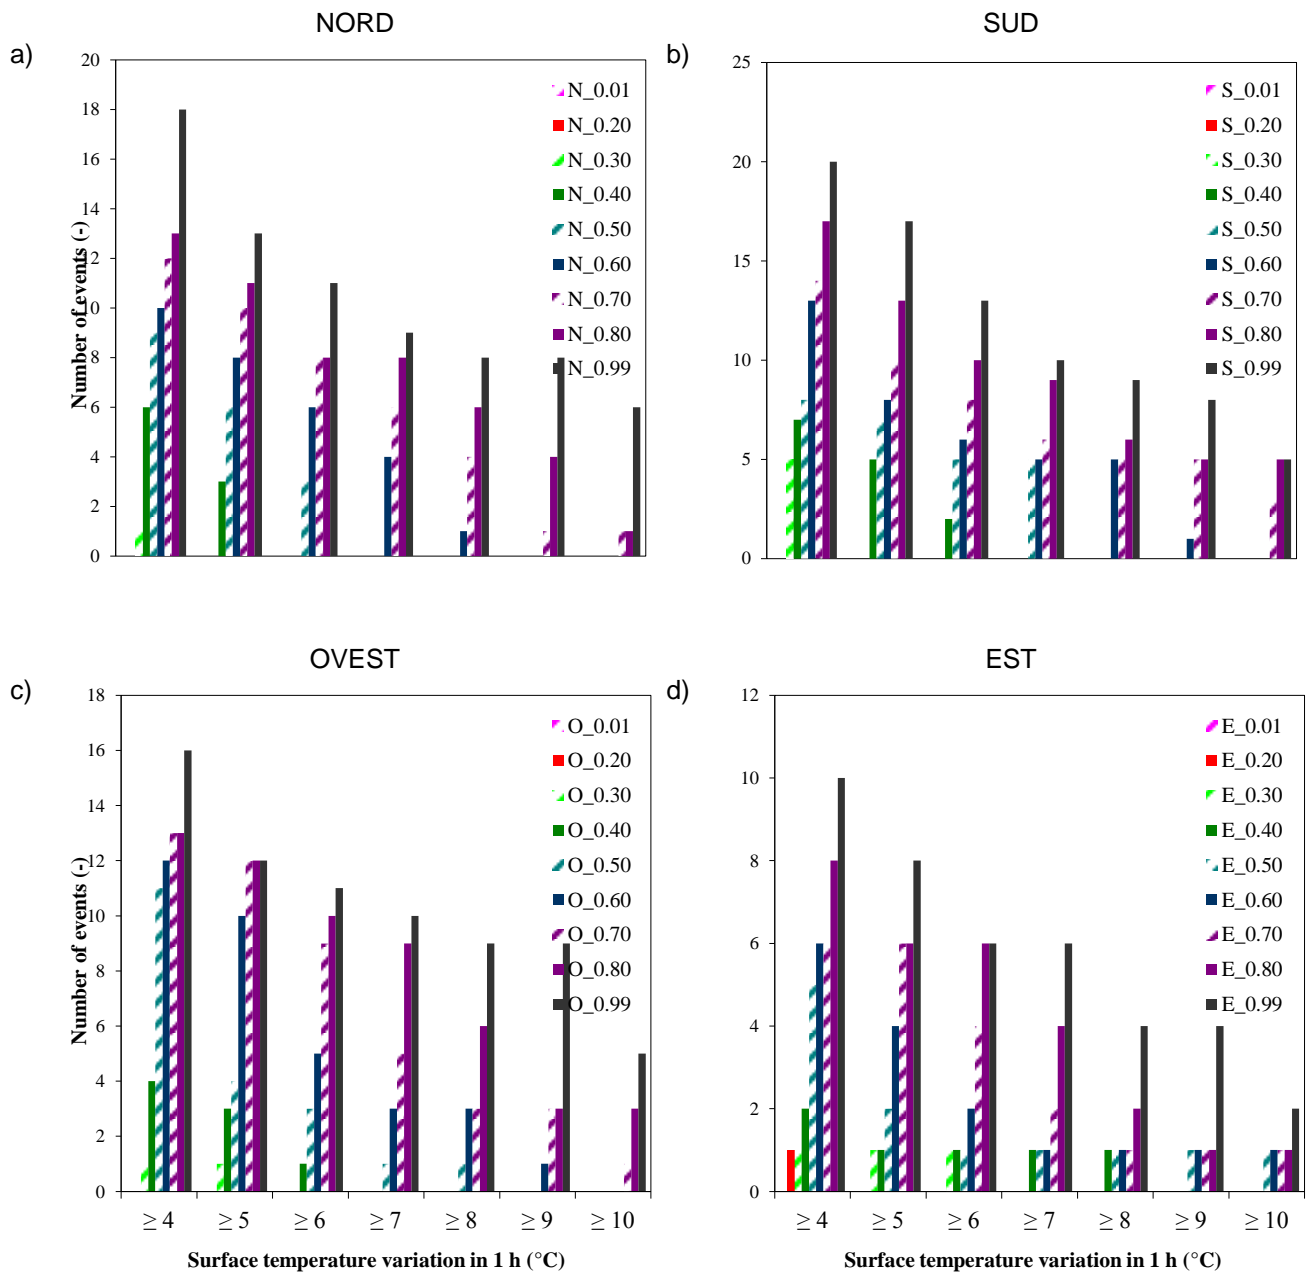 NORD
a)
20
18
16
14
12
10
8
6
4
2
0
Number of events (-)
N_0.01
N_0.20
N_0.30
N_0.40
N_0.50
N_0.60
N_0.70
N_0.80
N_0.99
SUD
b)
25
20
15
10
5
0
S_0.01
S_0.20
S_0.30
S_0.40
S_0.50
S_0.60
S_0.70
S_0.80
S_0.99
OVEST
c)
18
16
14
12
10
8
6
4
2
0
Number of events (-)
O_0.01
O_0.20
O_0.30
O_0.40
O_0.50
O_0.60
O_0.70
O_0.80
O_0.99
≥ 4 ≥ 5 ≥ 6 ≥ 7 ≥ 8 ≥ 9 ≥ 10
Surface temperature variation in 1 h (°C)
EST
d)
12
10
8
6
4
2
0
E_0.01
E_0.20
E_0.30
E_0.40
E_0.50
E_0.60
E_0.70
E_0.80
E_0.99
≥ 4 ≥ 5 ≥ 6 ≥ 7 ≥ 8 ≥ 9 ≥ 10
Surface temperature variation in 1 h (°C)